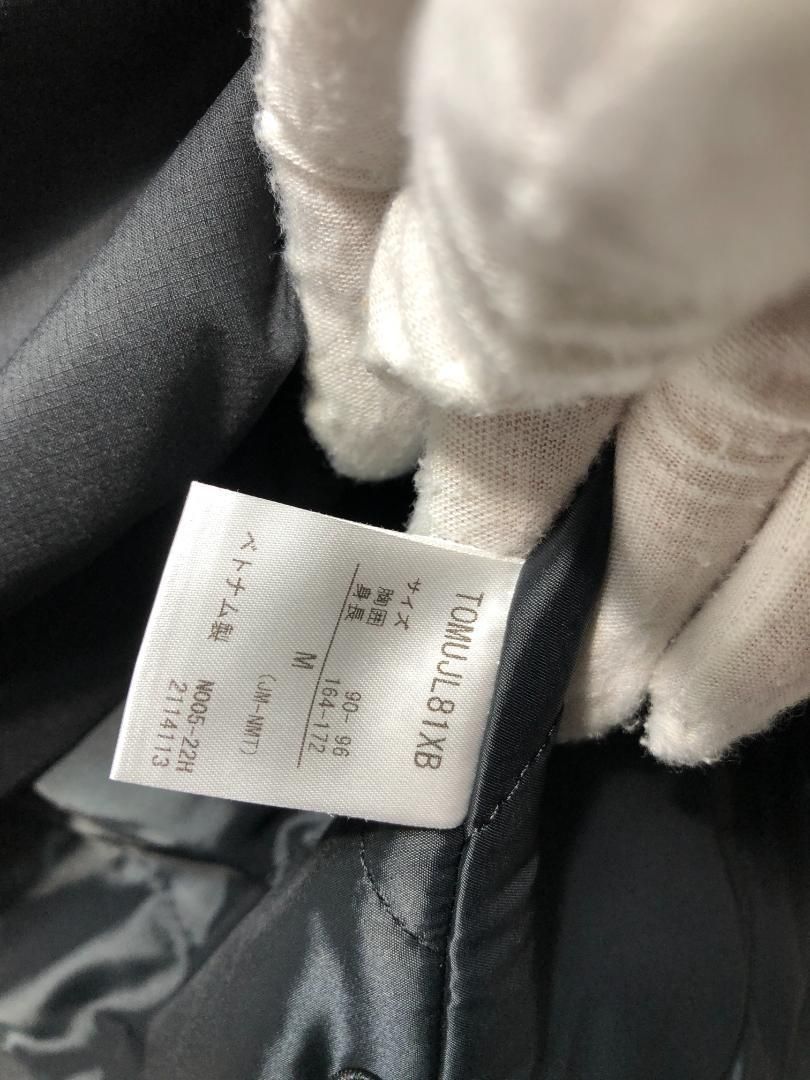 TOMUJL81XB
サイズ
胸囲 90-96
身長 164-172
M
(JM-NMT)
ベトナム製 N005-22H
2114113